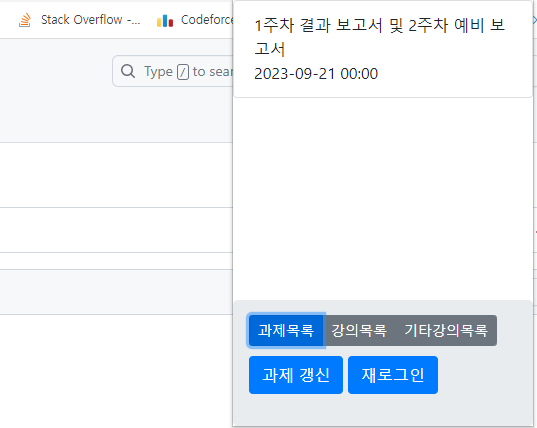 Stack Overflow -...
Codeforce
Type / to sear
1주차 결과 보고서 및 2주차 예비 보
고서
2023-09-21 00:00
과제목록 강의목록 기타강의목록
과제 갱신 재로그인